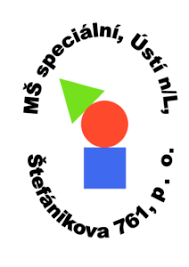 MŠ speciální, Ústí n/L,
Štefánikova 761, p. o.